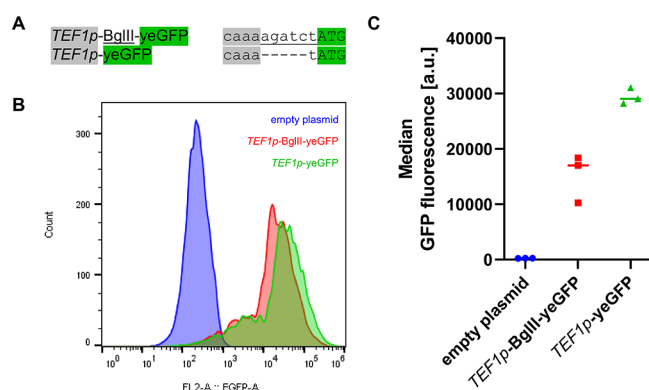 A
TEF1p-BglII-yeGFP
caaaagatctATG
TEF1p-yeGFP
caaa-----tATG
B
empty plasmid
TEF1p-BglII-yeGFP
TEF1p-yeGFP
Count
300
200
100
0
10^0
10^1
10^2
10^3
10^4
10^5
10^6
FL2-A :: EGFP-A
C
Median
GFP fluorescence [a.u.]
40000
30000
20000
10000
0
empty plasmid
TEF1p-BglII-yeGFP
TEF1p-yeGFP